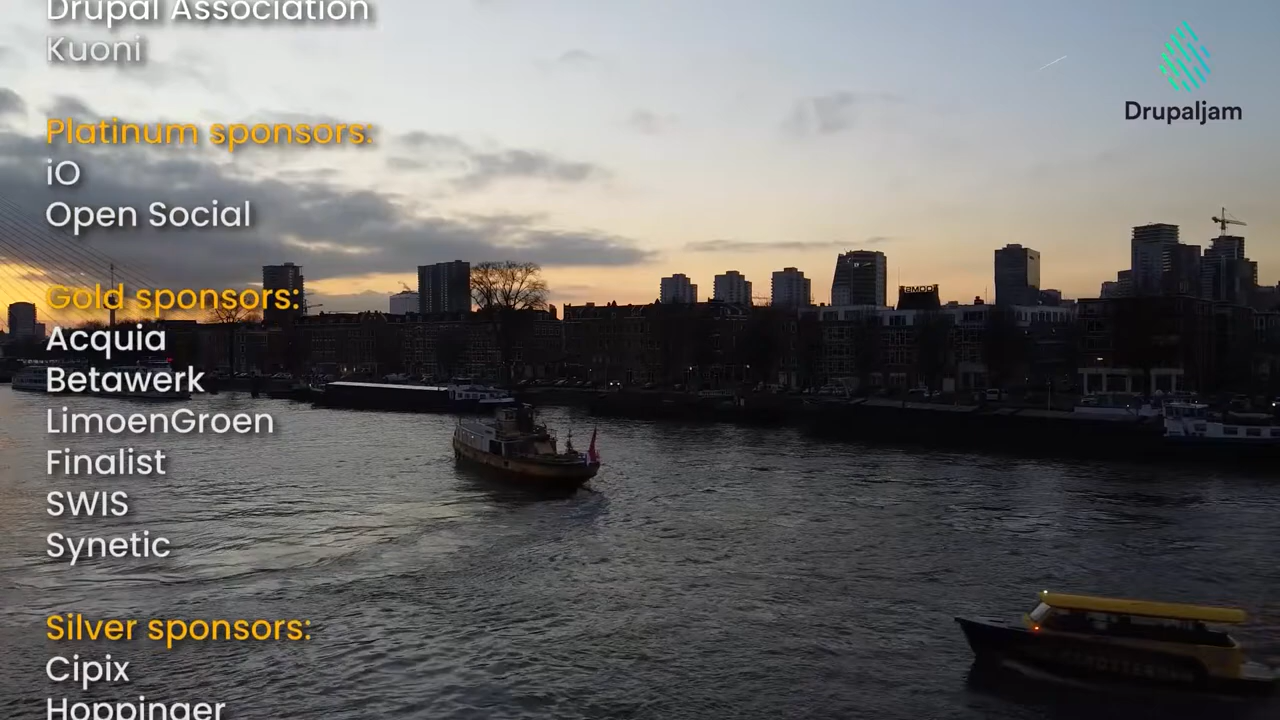 Drupal Association
Kuoni
Platinum sponsors:
iO
Open Social
Gold sponsors:
Acquia
Betawerk
LimoenGroen
Finalist
SWIS
Synetic
Silver sponsors:
Cipix
Hoppinger
Drupaljam